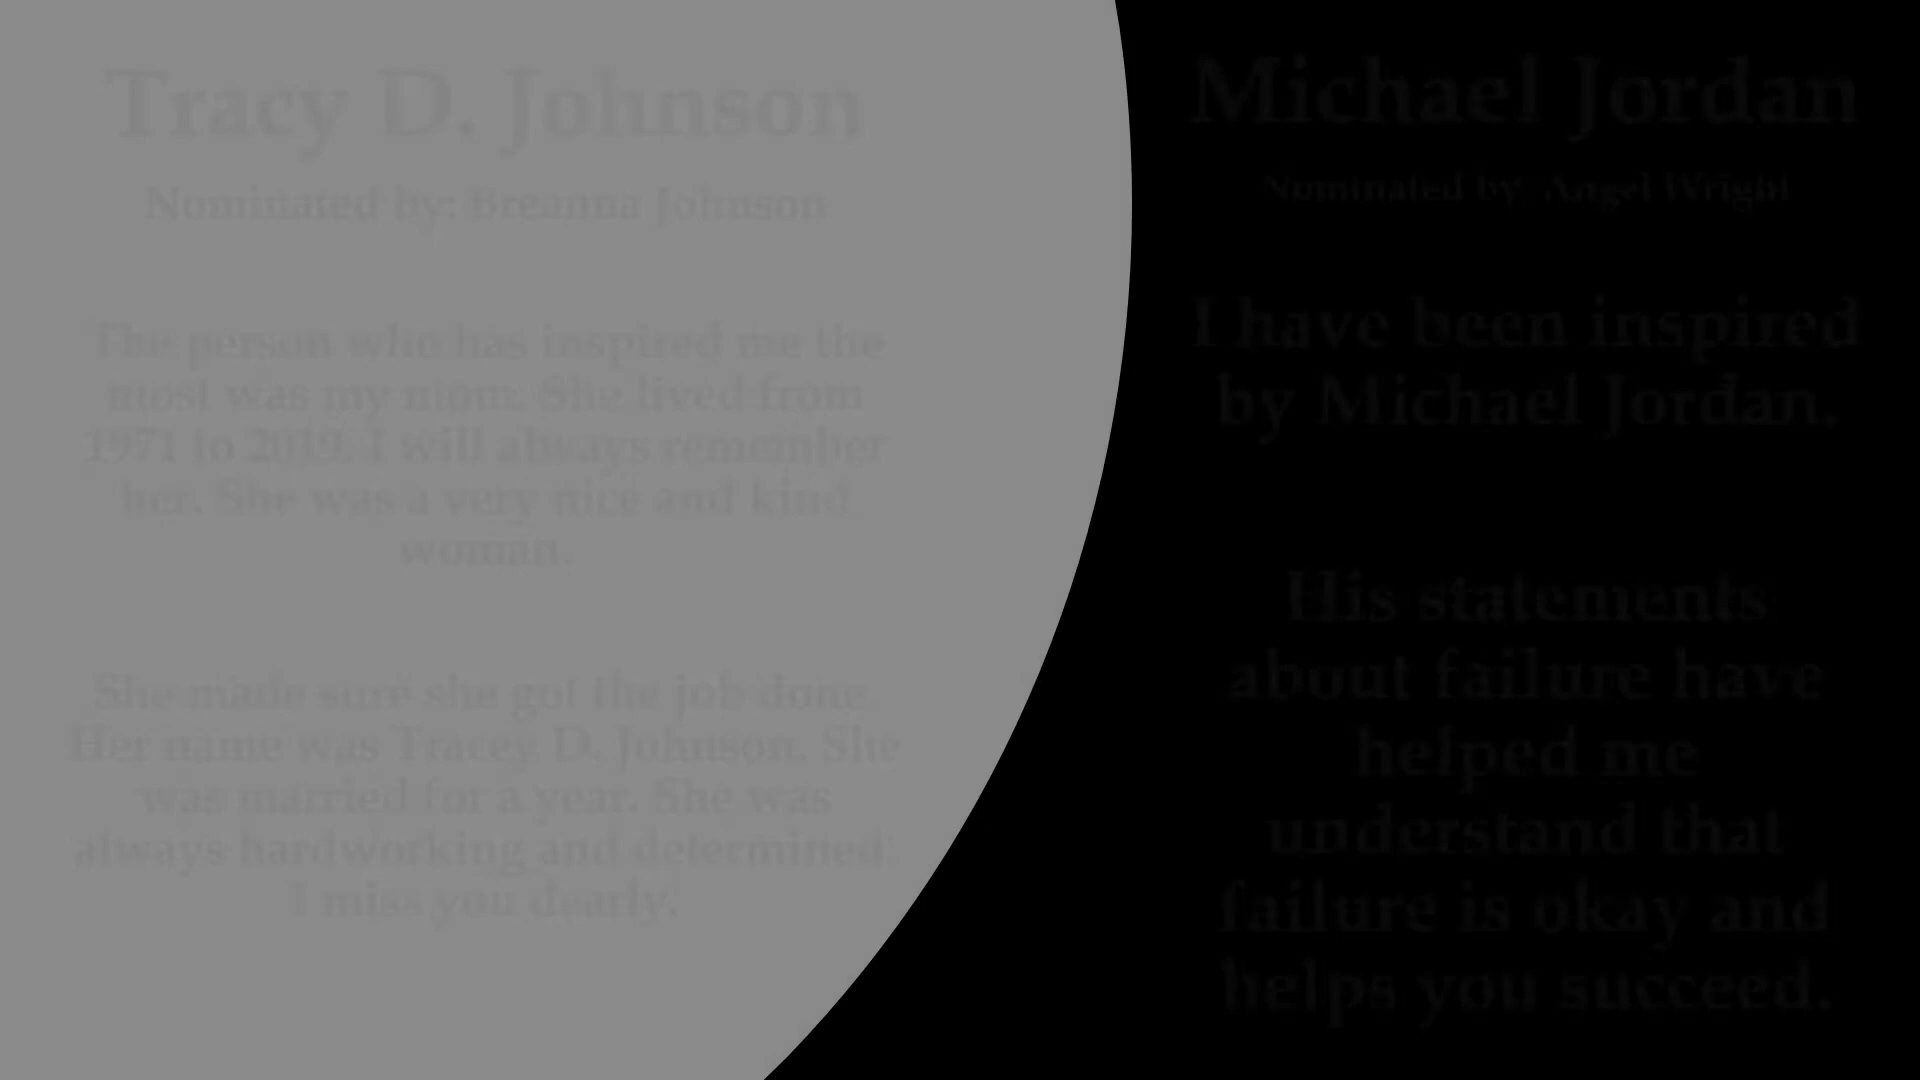 Tracy D. Johnson
Nominated by: Breanna Johnson
The person who has inspired me the
most was my mom. She lived from
1971 to 2019. I will always remember
her. She was a very nice and kind
woman.
She made sure she got the job done.
Her name was Tracey D. Johnson. She
was married for a year. She was
always hardworking and determined.
I miss you dearly.
Michael Jordan
Nominated by: Angel Wright
I have been inspired
by Michael Jordan.
His statements
about failure have
helped me
understand that
failure is okay and
helps you succeed.